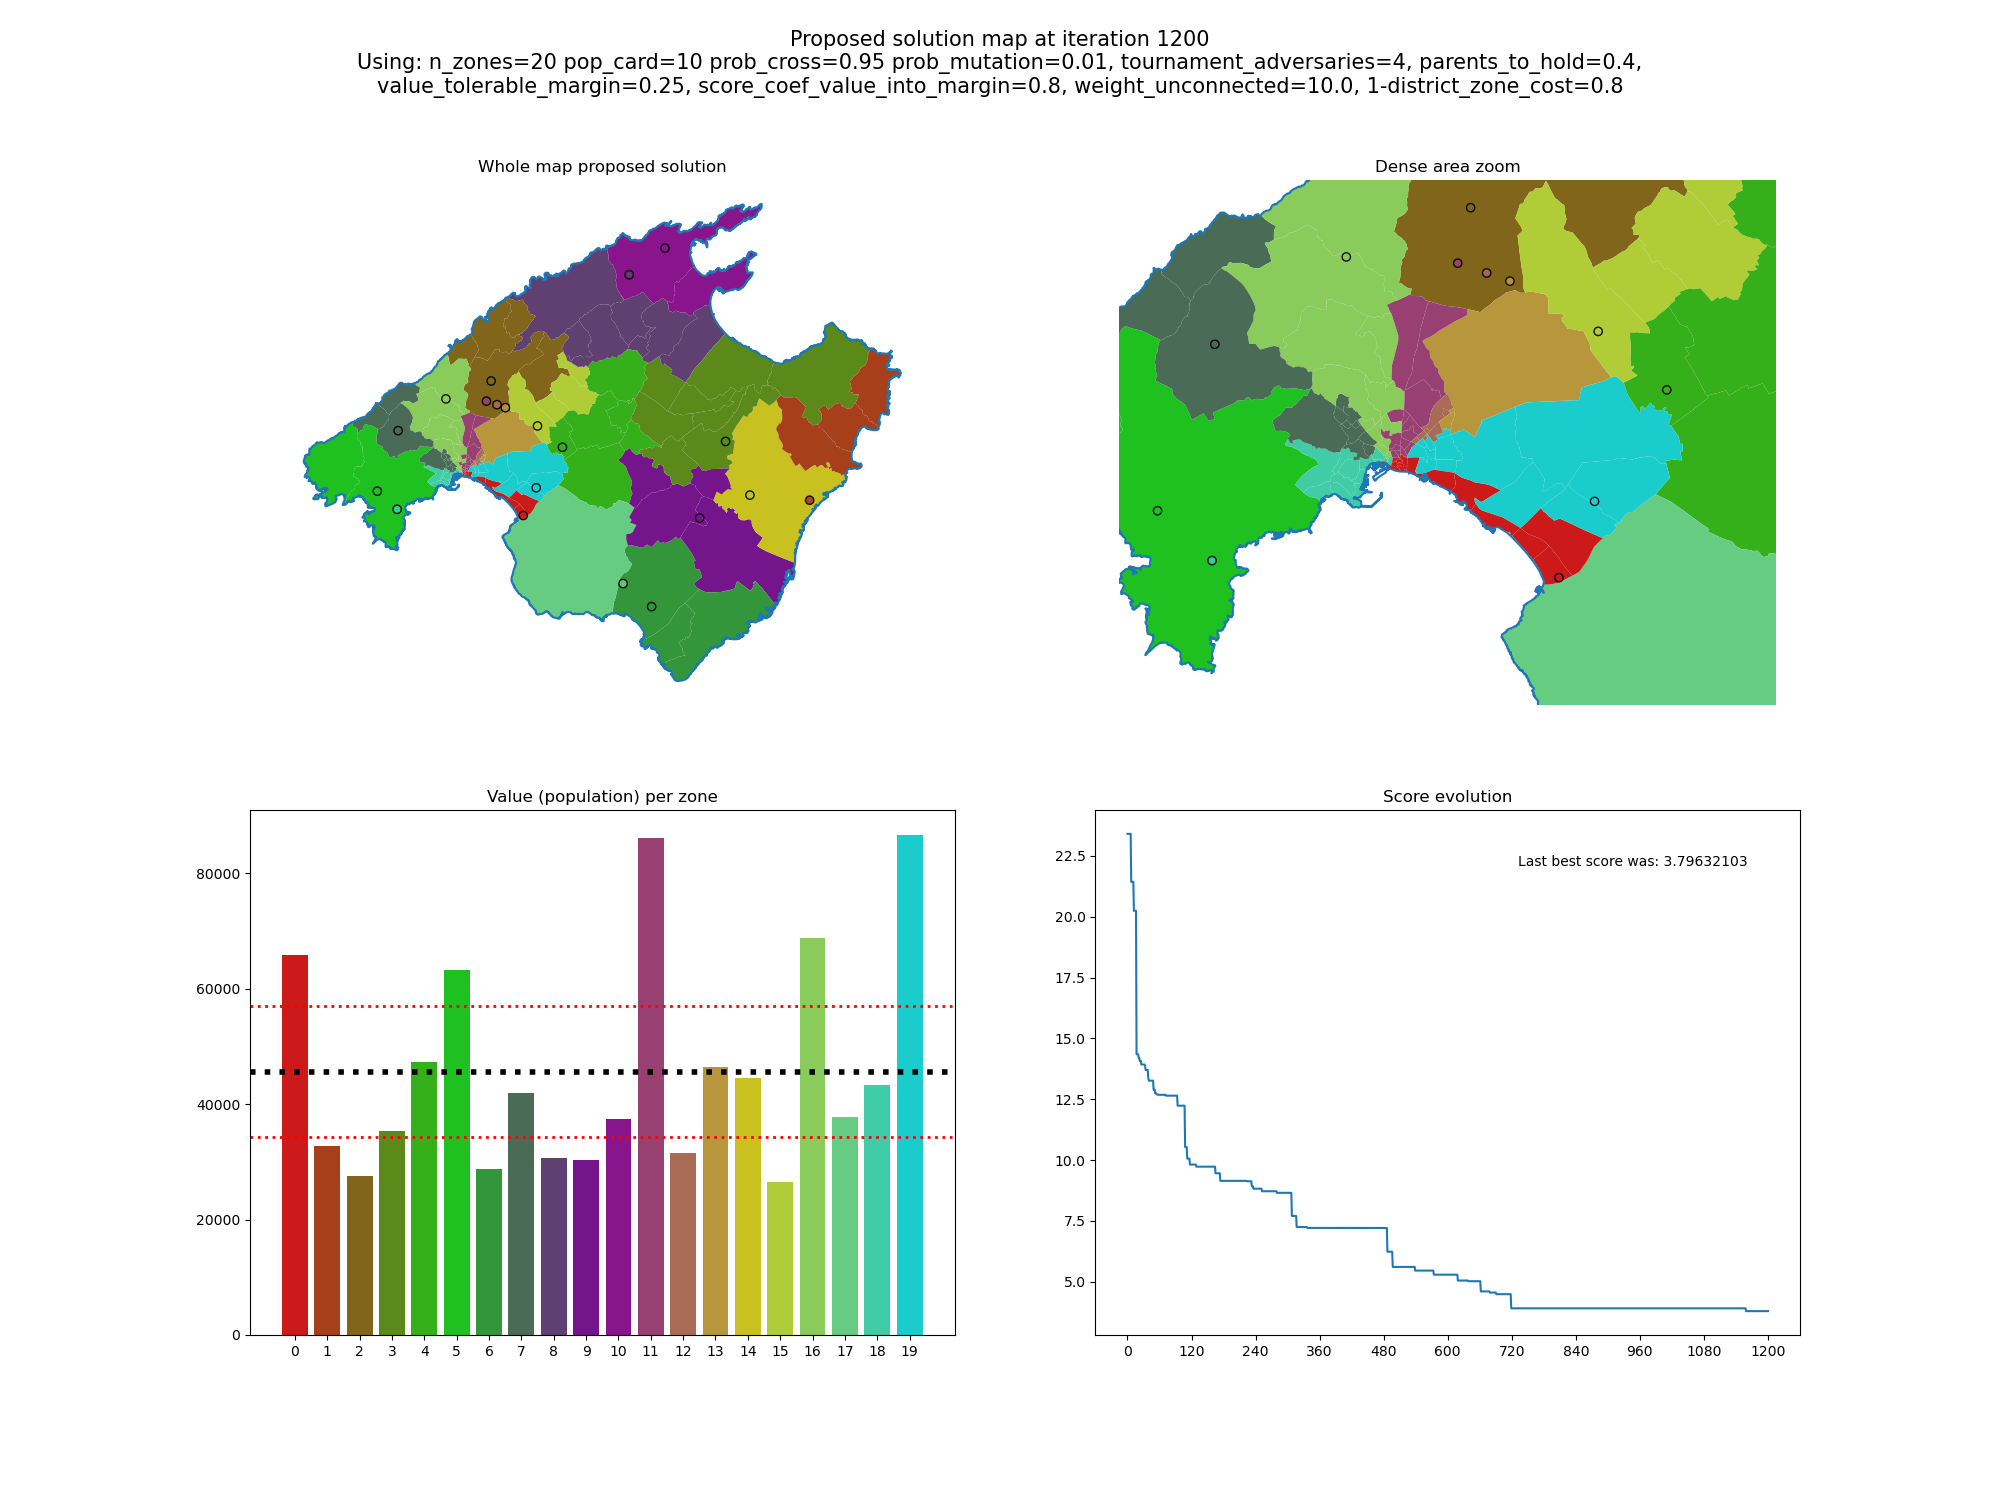 Proposed solution map at iteration 1200
Using: n_zones=20 pop_card=10 prob_cross=0.95 prob_mutation=0.01, tournament_adversaries=4, parents_to_hold=0.4,
value_tolerable_margin=0.25, score_coef_value_into_margin=0.8, weight_unconnected=10.0, 1-district_zone_cost=0.8
Whole map proposed solution
Dense area zoom
Value (population) per zone
80000
60000
40000
20000
0
0 1 2 3 4 5 6 7 8 9 10 11 12 13 14 15 16 17 18 19
Score evolution
Last best score was: 3.79632103
22.5
20.0
17.5
15.0
12.5
10.0
7.5
5.0
0 120 240 360 480 600 720 840 960 1080 1200